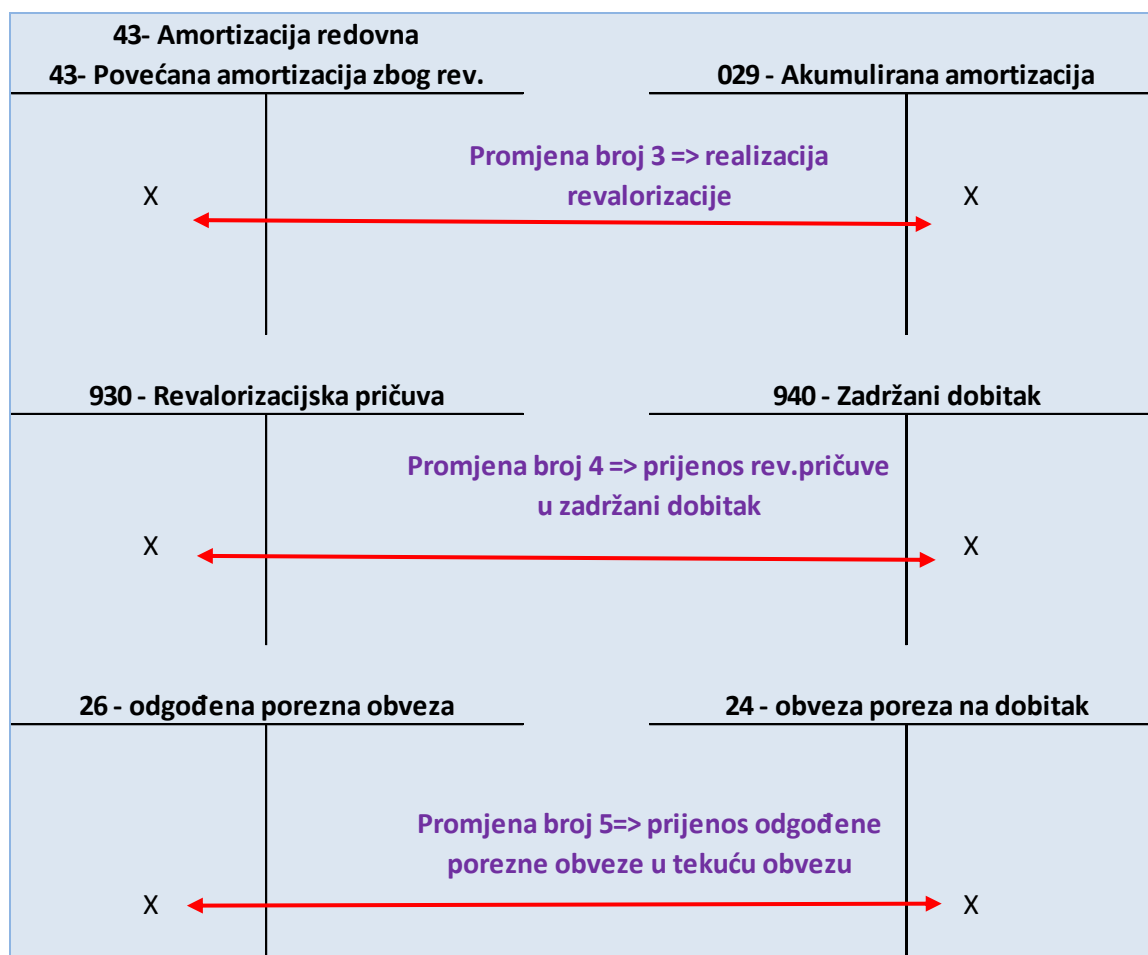 43- Amortizacija redovna
43- Povećana amortizacija zbog rev.
029 - Akumulirana amortizacija
Promjena broj 3 => realizacija
revalorizacije
X
X
930 - Revalorizacijska pričuva
940 - Zadržani dobitak
Promjena broj 4 => prijenos rev.pričuve
u zadržani dobitak
X
X
26 - odgođena porezna obveza
24 - obveza poreza na dobitak
Promjena broj 5=> prijenos odgođene
porezne obveze u tekuću obvezu
X
X